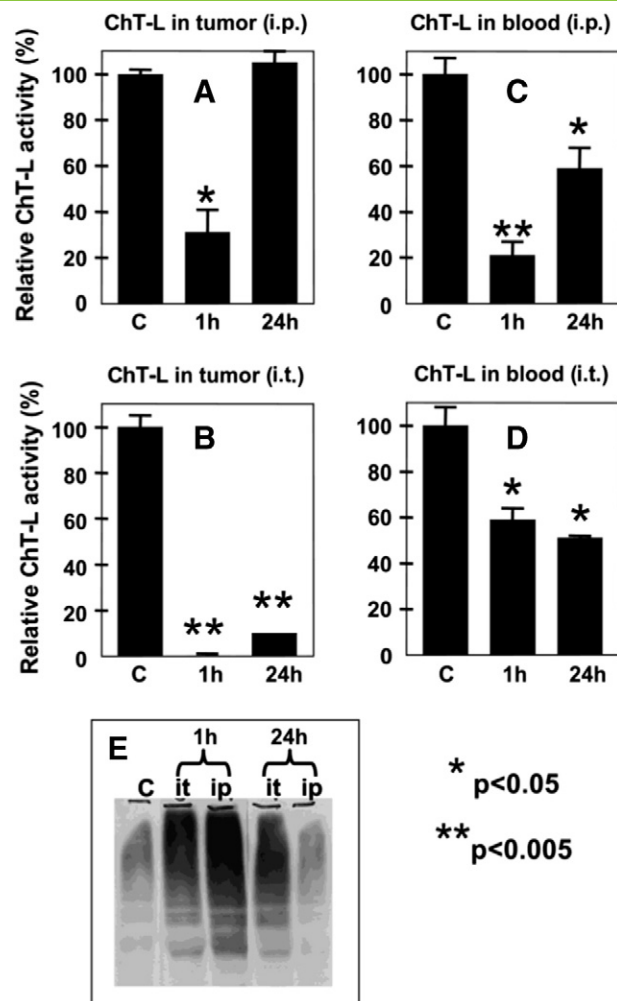 ChT-L in tumor (i.p.)
Relative ChT-L activity (%)
100
80
60
40
20
0
A
*
C
1h
24h
ChT-L in blood (i.p.)
100
80
60
40
20
0
C
**
*
C
1h
24h
ChT-L in tumor (i.t.)
Relative ChT-L activity (%)
100
80
60
40
20
0
B
**
**
C
1h
24h
ChT-L in blood (i.t.)
100
80
60
40
20
0
D
*
*
C
1h
24h
E
1h
24h
C
it
ip
it
ip
* p<0.05
** p<0.005